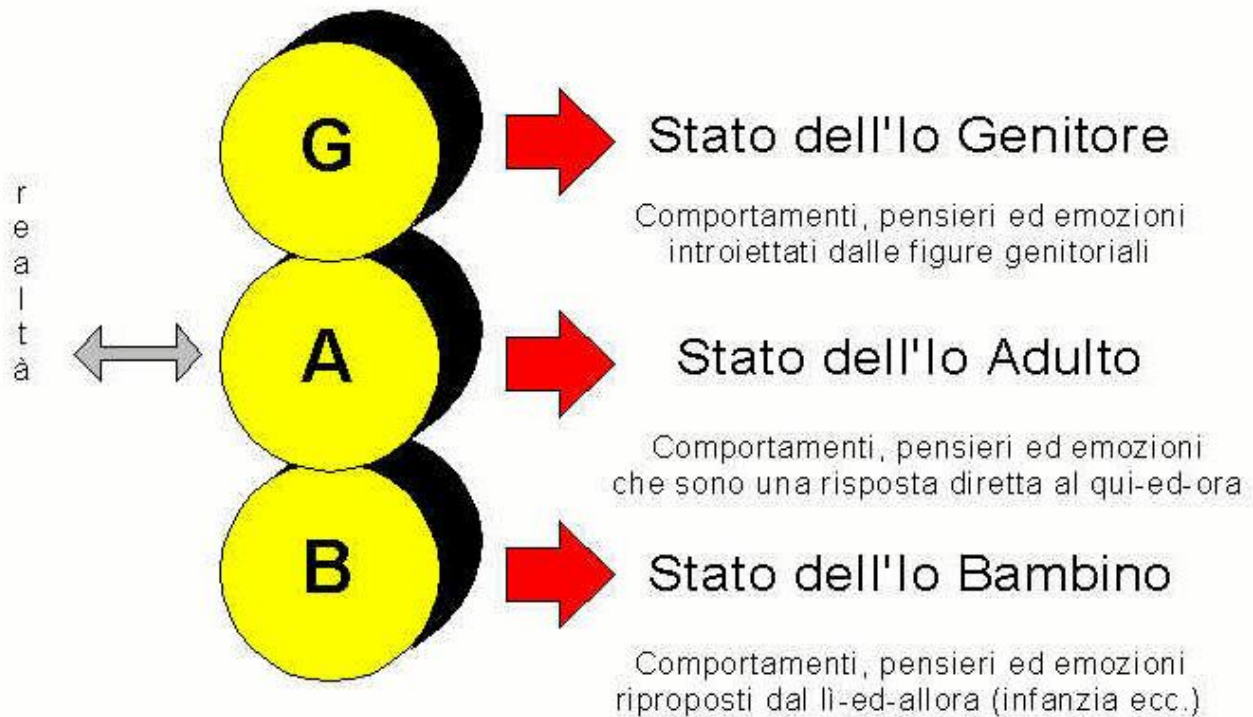 realtà
G
Stato dell'Io Genitore
Comportamenti, pensieri ed emozioni
introiettati dalle figure genitoriali
A
Stato dell'Io Adulto
Comportamenti, pensieri ed emozioni
che sono una risposta diretta al qui-ed-ora
B
Stato dell'Io Bambino
Comportamenti, pensieri ed emozioni
riproposti dal lì-ed-allora (infanzia ecc.)